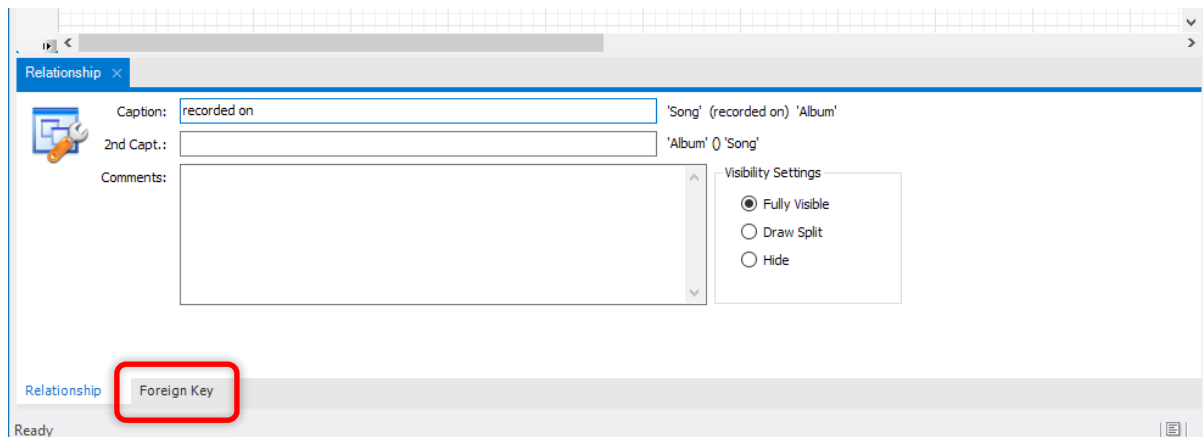 Relationship ×
Caption: recorded on 'Song' (recorded on) 'Album'
2nd Capt.: 'Album' () 'Song'
Comments: Visibility Settings
Fully Visible
Draw Split
Hide
Relationship Foreign Key
Ready